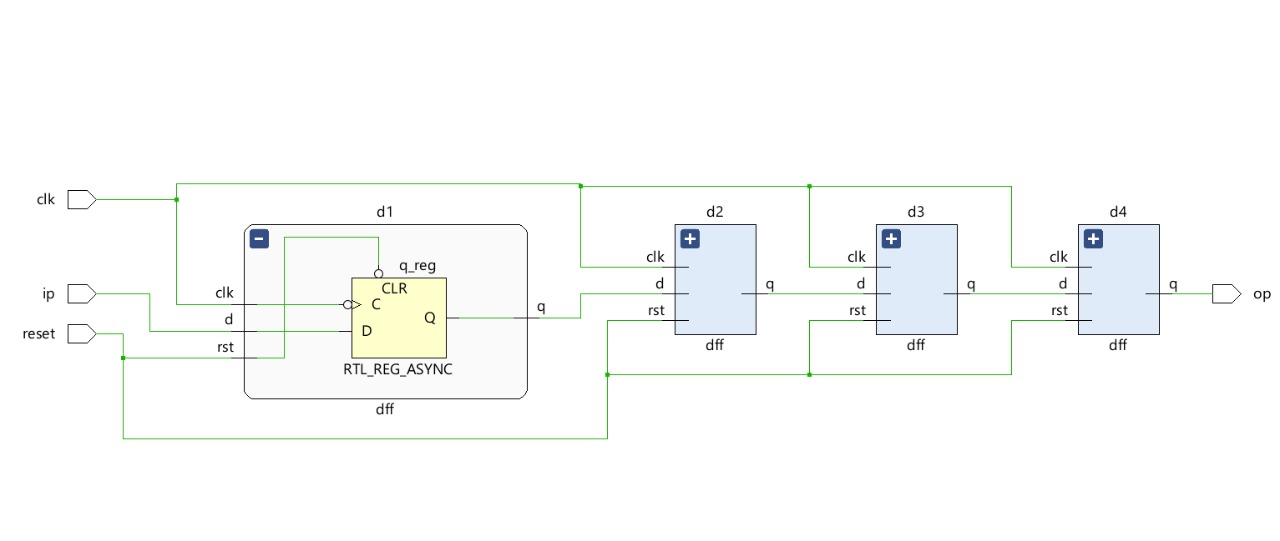 clk
ip
reset
d1
clk
d
rst
q_reg
CLR
C
D
Q
RTL_REG_ASYNC
q
dff
d2
clk
d
rst
q
dff
d3
clk
d
rst
q
dff
d4
clk
d
rst
q
dff
op